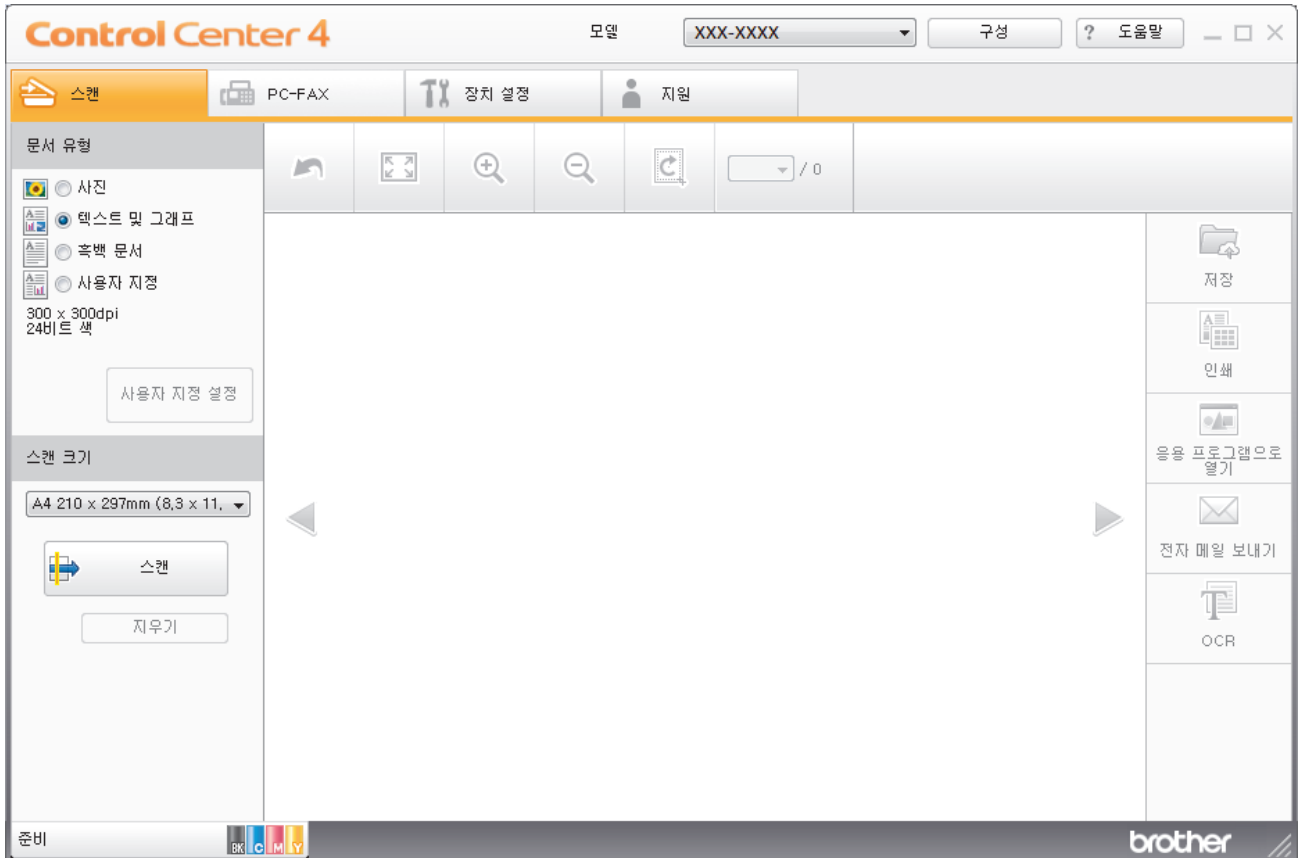 Control Center 4
모델
XXX-XXXX
구성
? 도움말
스캔
PC-FAX
장치 설정
지원
문서 유형
사진
텍스트 및 그래프
흑백 문서
사용자 지정
300 x 300dpi
24비트 색
사용자 지정 설정
스캔 크기
A4 210 x 297mm (8,3 x 11,
스캔
지우기
/ 0
저장
인쇄
응용 프로그램으로
열기
전자 메일 보내기
OCR
준비
BK C M Y
brother